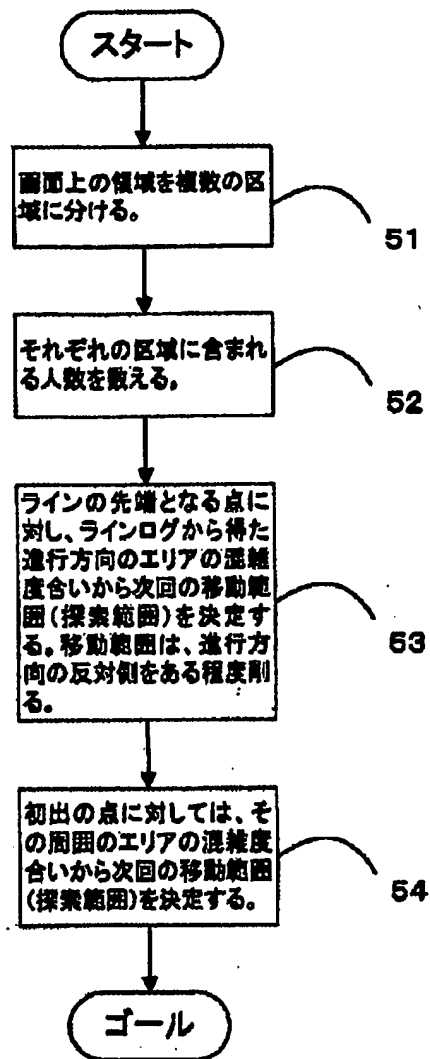 スタート
画面上の領域を複数の区
域に分ける。
51
それぞれの区域に含まれ
る人数を数える。
52
ラインの先端となる点に
対し、ラインログから得た
進行方向のエリアの混雑
度合いから次回の移動範
囲(探索範囲)を決定す
る。移動範囲は、進行方
向の反対側をある程度削
る。
53
初出の点に対しては、そ
の周囲のエリアの混雑度
合いから次回の移動範囲
(探索範囲)を決定する。
54
ゴール